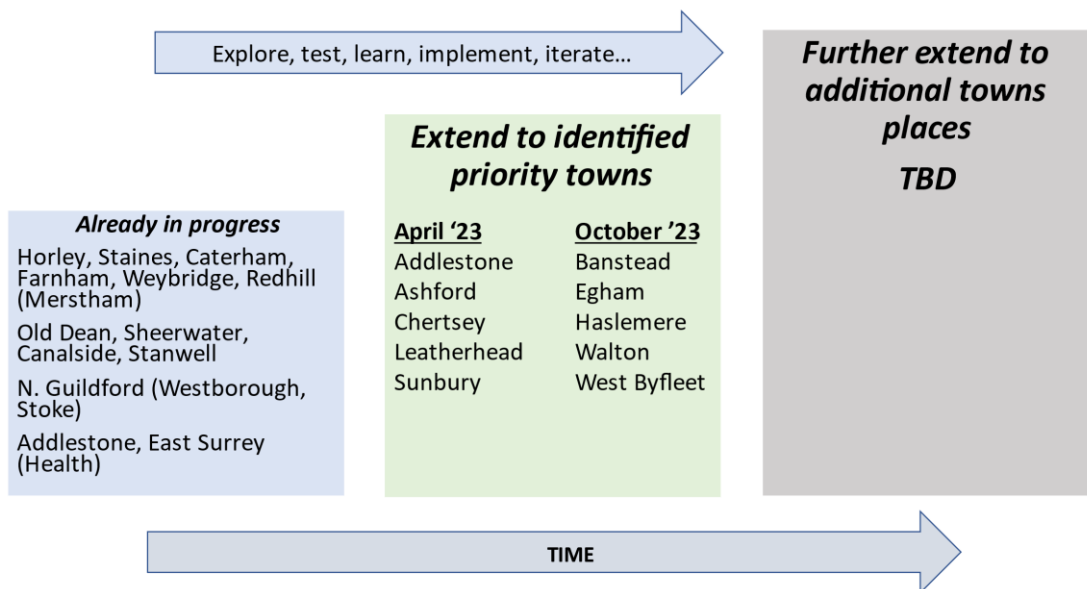 Explore, test, learn, implement, iterate...
Already in progress
Horley, Staines, Caterham,
Farnham, Weybridge, Redhill
(Merstham)
Old Dean, Sheerwater,
Canalside, Stanwell
N. Guildford (Westborough,
Stoke)
Addlestone, East Surrey
(Health)
Extend to identified
priority towns
April ‘23
Addlestone
Ashford
Chertsey
Leatherhead
Sunbury
October ’23
Banstead
Egham
Haslemere
Walton
West Byfleet
Further extend to
additional towns
places
TBD
TIME